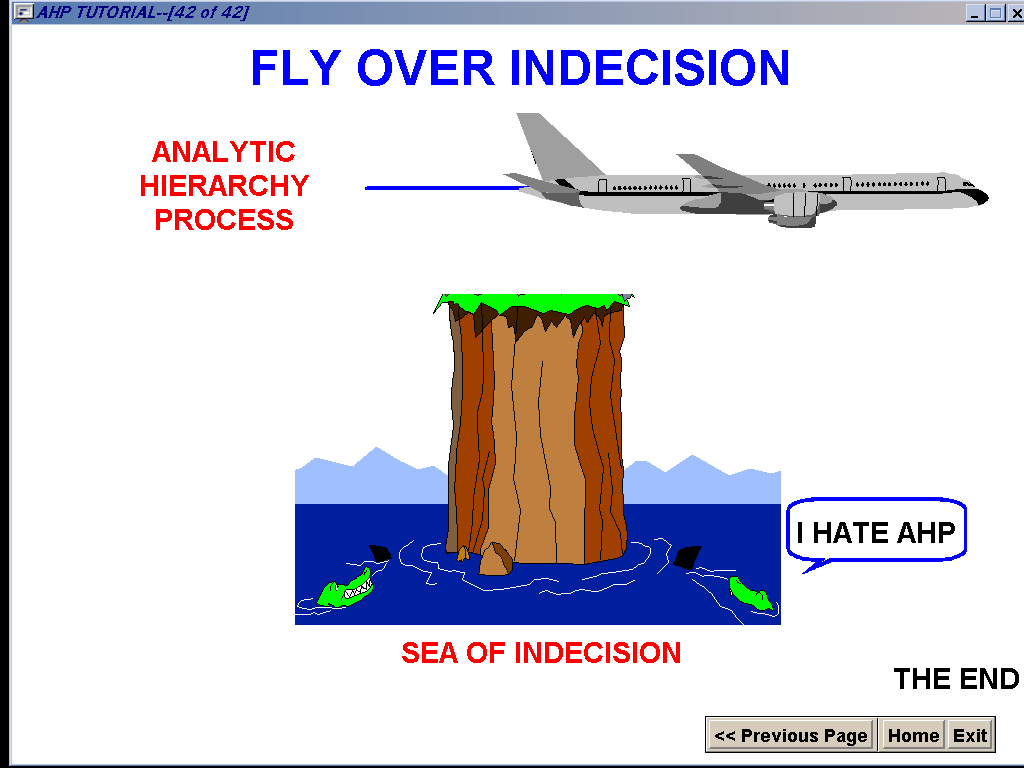 AHP TUTORIAL--[42 of 42]
FLY OVER INDECISION
ANALYTIC
HIERARCHY
PROCESS
I HATE AHP
SEA OF INDECISION
THE END
<< Previous Page
Home
Exit